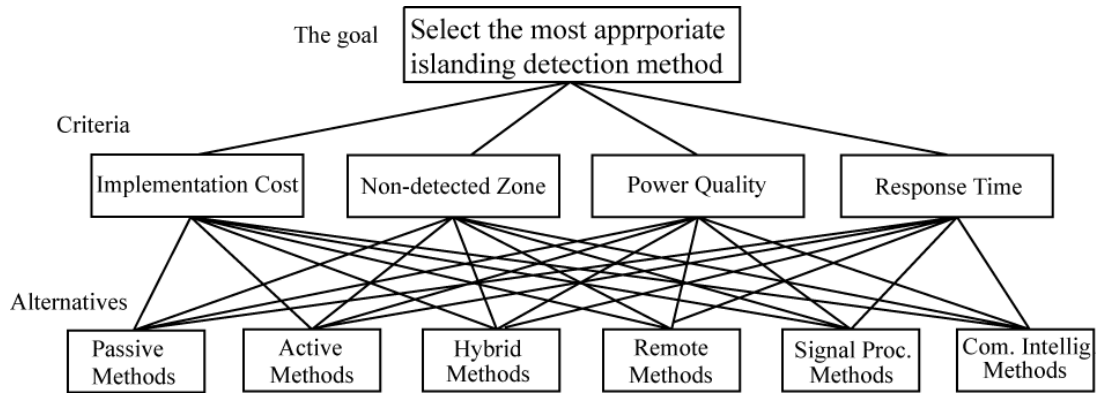 The goal
Select the most apprporiate
islanding detection method
Criteria
Implementation Cost
Non-detected Zone
Power Quality
Response Time
Alternatives
Passive
Methods
Active
Methods
Hybrid
Methods
Remote
Methods
Signal Proc.
Methods
Com. Intellig.
Methods